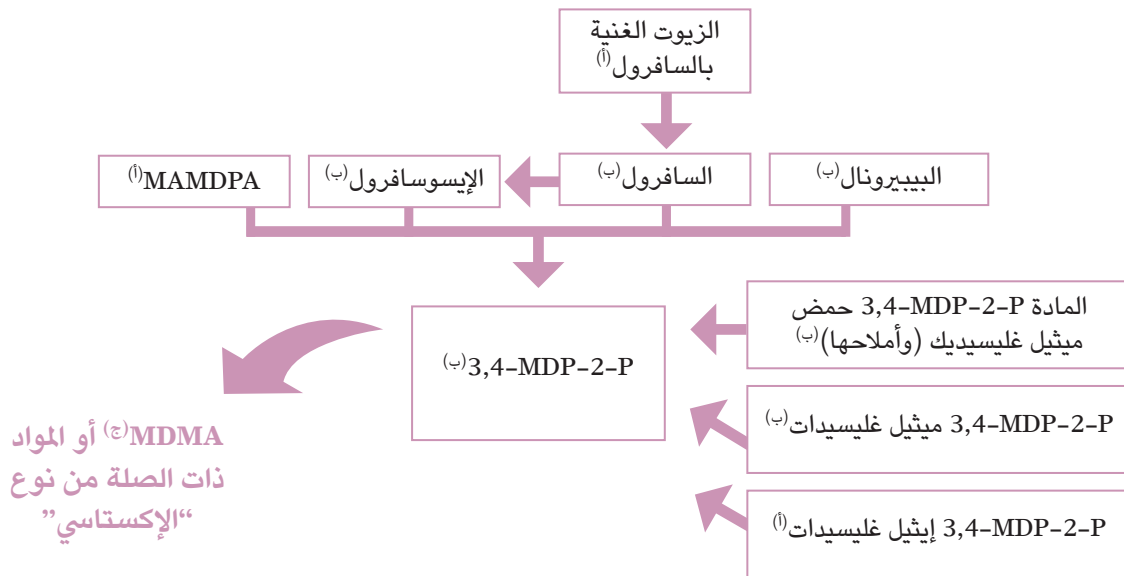 الزيوت الغنية
بالسافرول(أ)
البيبيرونال(ب)
السافرول(ب)
الإيسوسافرول(ب)
MAMDPA(أ)
المادة 3,4-MDP-2-P حمض
ميثيل غليسيديك (وأملاحها)(ب)
3,4-MDP-2-P(ب)
3,4-MDP-2-P ميثيل غليسيدات(ب)
3,4-MDP-2-P إيثيل غليسيدات(أ)
MDMA(ج) أو المواد
ذات الصلة من نوع
“الإكستاسي”